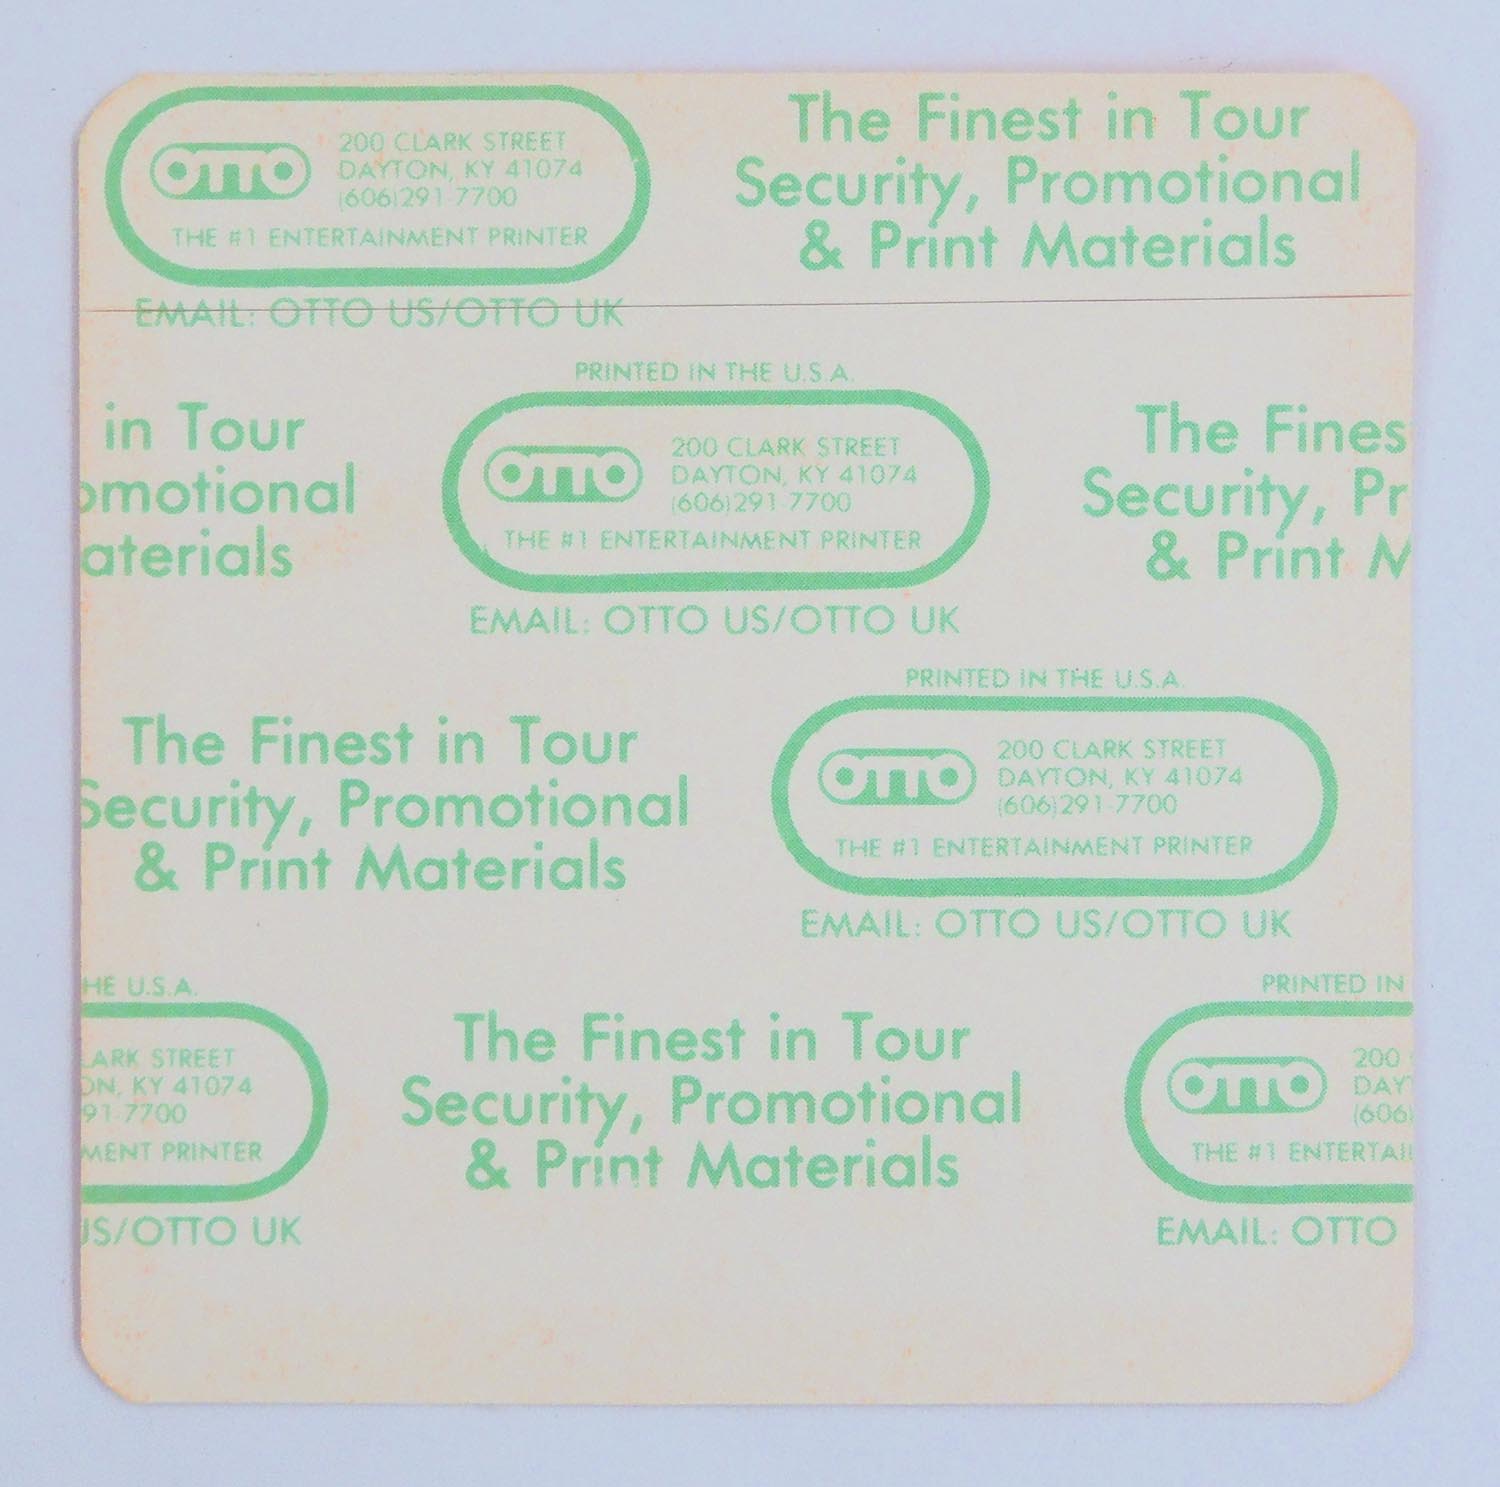 OTTO
200 CLARK STREET
DAYTON, KY 41074
(606)291-7700
THE #1 ENTERTAINMENT PRINTER
EMAIL: OTTO US/OTTO UK
The Finest in Tour
Security, Promotional
& Print Materials
in Tour
omotional
aterials
PRINTED IN THE U.S.A.
OTTO
200 CLARK STREET
DAYTON, KY 41074
(606)291-7700
THE #1 ENTERTAINMENT PRINTER
EMAIL: OTTO US/OTTO UK
The Fines
Security, Pr
& Print M
The Finest in Tour
Security, Promotional
& Print Materials
PRINTED IN THE U.S.A.
OTTO
200 CLARK STREET
DAYTON, KY 41074
(606)291-7700
THE #1 ENTERTAINMENT PRINTER
EMAIL: OTTO US/OTTO UK
HE U.S.A.
LARK STREET
ON, KY 41074
91-7700
MENT PRINTER
US/OTTO UK
The Finest in Tour
Security, Promotional
& Print Materials
PRINTED IN
OTTO
200
DAYT
(606)
THE #1 ENTERTAI
EMAIL: OTTO